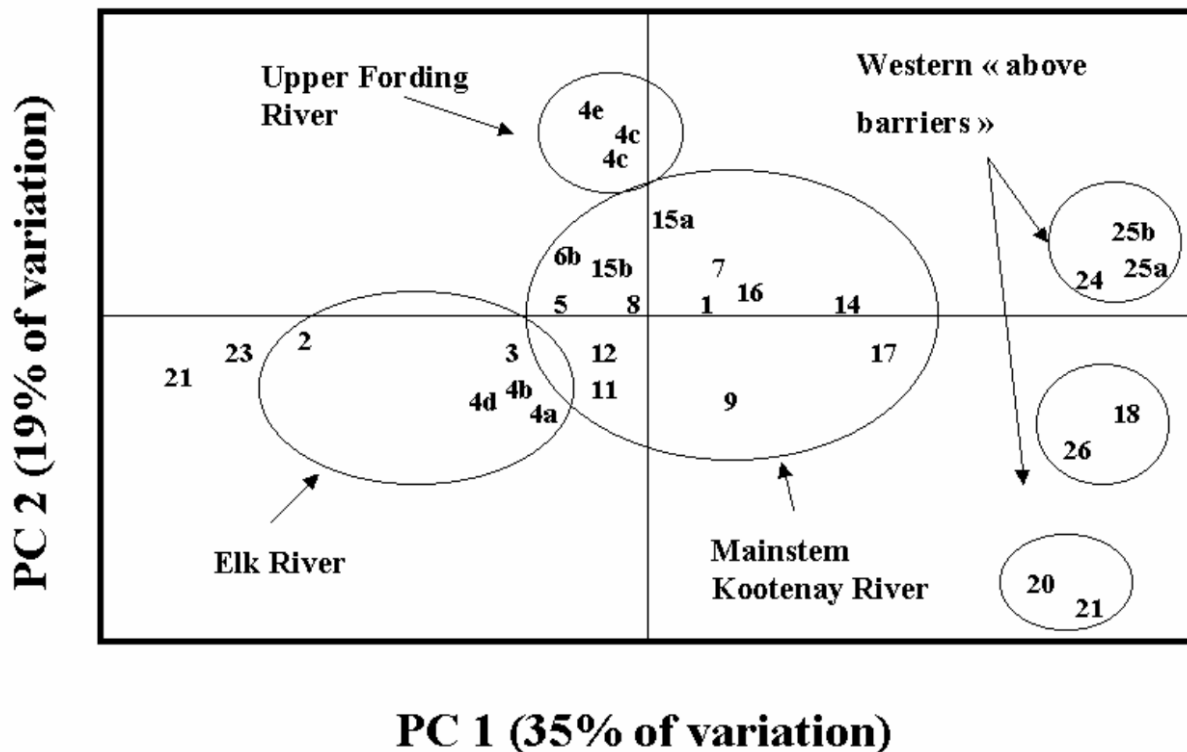 Upper Fording
River
Western « above
barriers »
4e
4c
4c
15a
25b
25a
24
6b
15b
7
16
5
8
1
14
2
23
21
3
12
17
4b
11
4d
4a
9
18
26
Elk River
Mainstem
Kootenay River
20
21
PC 2 (19% of variation)
PC 1 (35% of variation)